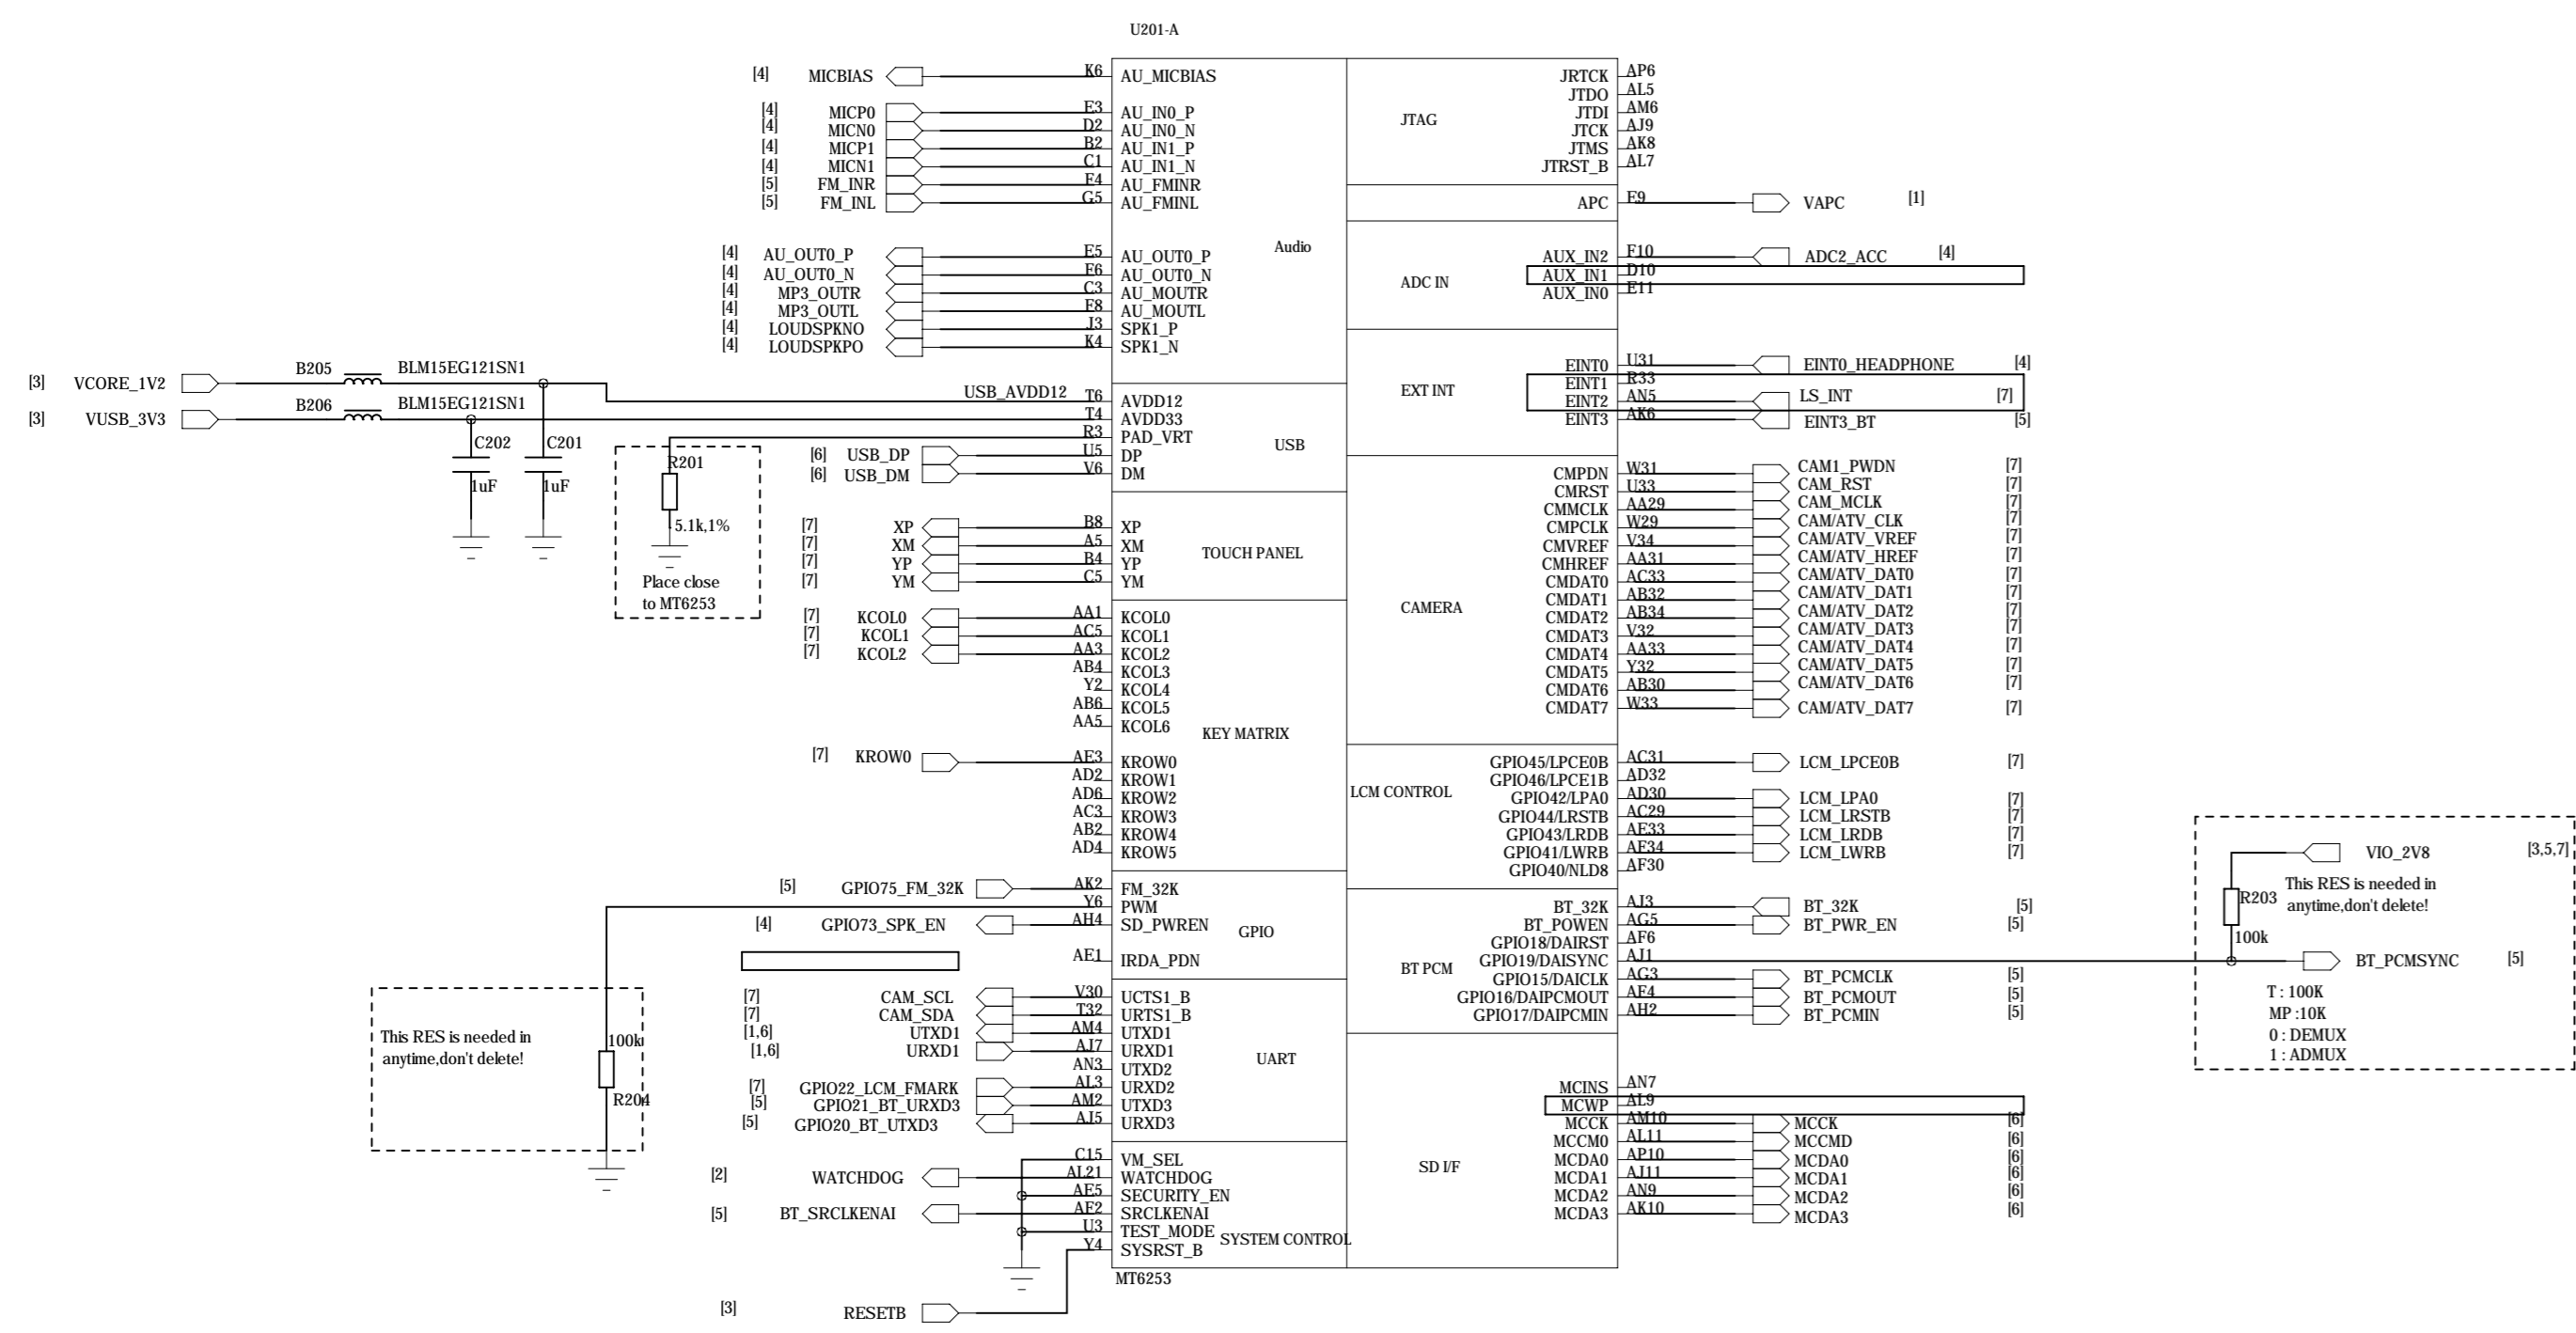 U201-A
[4] MICBIAS K6 AU_MICBIAS
[4] MICP0 E3 AU_IN0_P
[4] MICN0 D2 AU_IN0_N
[4] MICP1 B2 AU_IN1_P
[4] MICN1 C1 AU_IN1_N
[5] FM_INR F4 AU_FMINR
[5] FM_INL G5 AU_FMINL
[4] AU_OUT0_P E5 AU_OUT0_P
[4] AU_OUT0_N F6 AU_OUT0_N
[4] MP3_OUTR C3 AU_MOUTR
[4] MP3_OUTL F8 AU_MOUTL
[4] LOUDSPKNO J3 SPK1_P
[4] LOUDSPKPO K4 SPK1_N
Audio
[3] VCORE_1V2 B205 BLM15EG121SN1
USB_AVDD12 T6 AVDD12
[3] VUSB_3V3 B206 BLM15EG121SN1 T4 AVDD33
R3 PAD_VRT
[6] USB_DP U5 DP
[6] USB_DM V6 DM
USB
C202
1uF
C201
1uF
R201
5.1k,1%
Place close
to MT6253
[7] XP B8 XP
[7] XM A5 XM
[7] YP B4 YP
[7] YM C5 YM
TOUCH PANEL
[7] KCOL0 AA1 KCOL0
[7] KCOL1 AC5 KCOL1
[7] KCOL2 AA3 KCOL2
AB4 KCOL3
Y2 KCOL4
AB6 KCOL5
AA5 KCOL6
KEY MATRIX
[7] KROW0 AE3 KROW0
AD2 KROW1
AD6 KROW2
AC3 KROW3
AB2 KROW4
AD4 KROW5
[5] GPIO75_FM_32K AK2 FM_32K
Y6 PWM
[4] GPIO73_SPK_EN AH4 SD_PWREN
GPIO
AE1 IRDA_PDN
This RES is needed in
anytime,don't delete!
100k
R204
[7] CAM_SCL V30 UCTS1_B
[7] CAM_SDA T32 URTS1_B
[1,6] UTXD1 AM4 UTXD1
[1,6] URXD1 AJ7 URXD1
AN3 UTXD2
[7] GPIO22_LCM_FMARK AL3 URXD2
[5] GPIO21_BT_URXD3 AM2 UTXD3
[5] GPIO20_BT_UTXD3 AJ5 URXD3
UART
C15 VM_SEL
[2] WATCHDOG AL21 WATCHDOG
AE5 SECURITY_EN
[5] BT_SRCLKENAI AF2 SRCLKENAI
U3 TEST_MODE
Y4 SYSRST_B
SYSTEM CONTROL
MT6253
[3] RESETB
JTAG
JRTCK AP6
JTDO AL5
JTDI AM6
JTCK AJ9
JTMS AK8
JTRST_B AL7
APC E9 VAPC [1]
ADC IN
AUX_IN2 F10 ADC2_ACC [4]
AUX_IN1 D10
AUX_IN0 E11
EXT INT
EINT0 U31 EINT0_HEADPHONE [4]
EINT1 R33
EINT2 AN5 LS_INT [7]
EINT3 AK6 EINT3_BT [5]
CAMERA
CMPDN W31 CAM1_PWDN [7]
CMRST U33 CAM_RST [7]
CMMCLK AA29 CAM_MCLK [7]
CMPCLK W29 CAM/ATV_CLK [7]
CMVREF V34 CAM/ATV_VREF [7]
CMHREF AA31 CAM/ATV_HREF [7]
CMDAT0 AC33 CAM/ATV_DAT0 [7]
CMDAT1 AB32 CAM/ATV_DAT1 [7]
CMDAT2 AB34 CAM/ATV_DAT2 [7]
CMDAT3 V32 CAM/ATV_DAT3 [7]
CMDAT4 AA33 CAM/ATV_DAT4 [7]
CMDAT5 Y32 CAM/ATV_DAT5 [7]
CMDAT6 AB30 CAM/ATV_DAT6 [7]
CMDAT7 W33 CAM/ATV_DAT7 [7]
LCM CONTROL
GPIO45/LPCE0B AC31 LCM_LPCE0B [7]
GPIO46/LPCE1B AD32
GPIO42/LPA0 AD30 LCM_LPA0 [7]
GPIO44/LRSTB AC29 LCM_LRSTB [7]
GPIO43/LRDB AE33 LCM_LRDB [7]
GPIO41/LWRB AF34 LCM_LWRB [7]
GPIO40/NLD8 AF30
BT PCM
BT_32K AJ3 BT_32K [5]
BT_POWEN AG5 BT_PWR_EN [5]
GPIO18/DAIRST AF6
GPIO19/DAISYNC AJ1 BT_PCMSYNC [5]
GPIO15/DAICLK AG3 BT_PCMCLK [5]
GPIO16/DAIPCMOUT AF4 BT_PCMOUT [5]
GPIO17/DAIPCMIN AH2 BT_PCMIN [5]
SD I/F
MCINS AN7
MCWP AL9
MCCK AM10 MCCK [6]
MCCM0 AL11 MCCMD [6]
MCDA0 AP10 MCDA0 [6]
MCDA1 AJ11 MCDA1 [6]
MCDA2 AN9 MCDA2 [6]
MCDA3 AK10 MCDA3 [6]
VIO_2V8 [3,5,7]
This RES is needed in
R203 anytime,don't delete!
100k
T : 100K
MP :10K
0 : DEMUX
1 : ADMUX